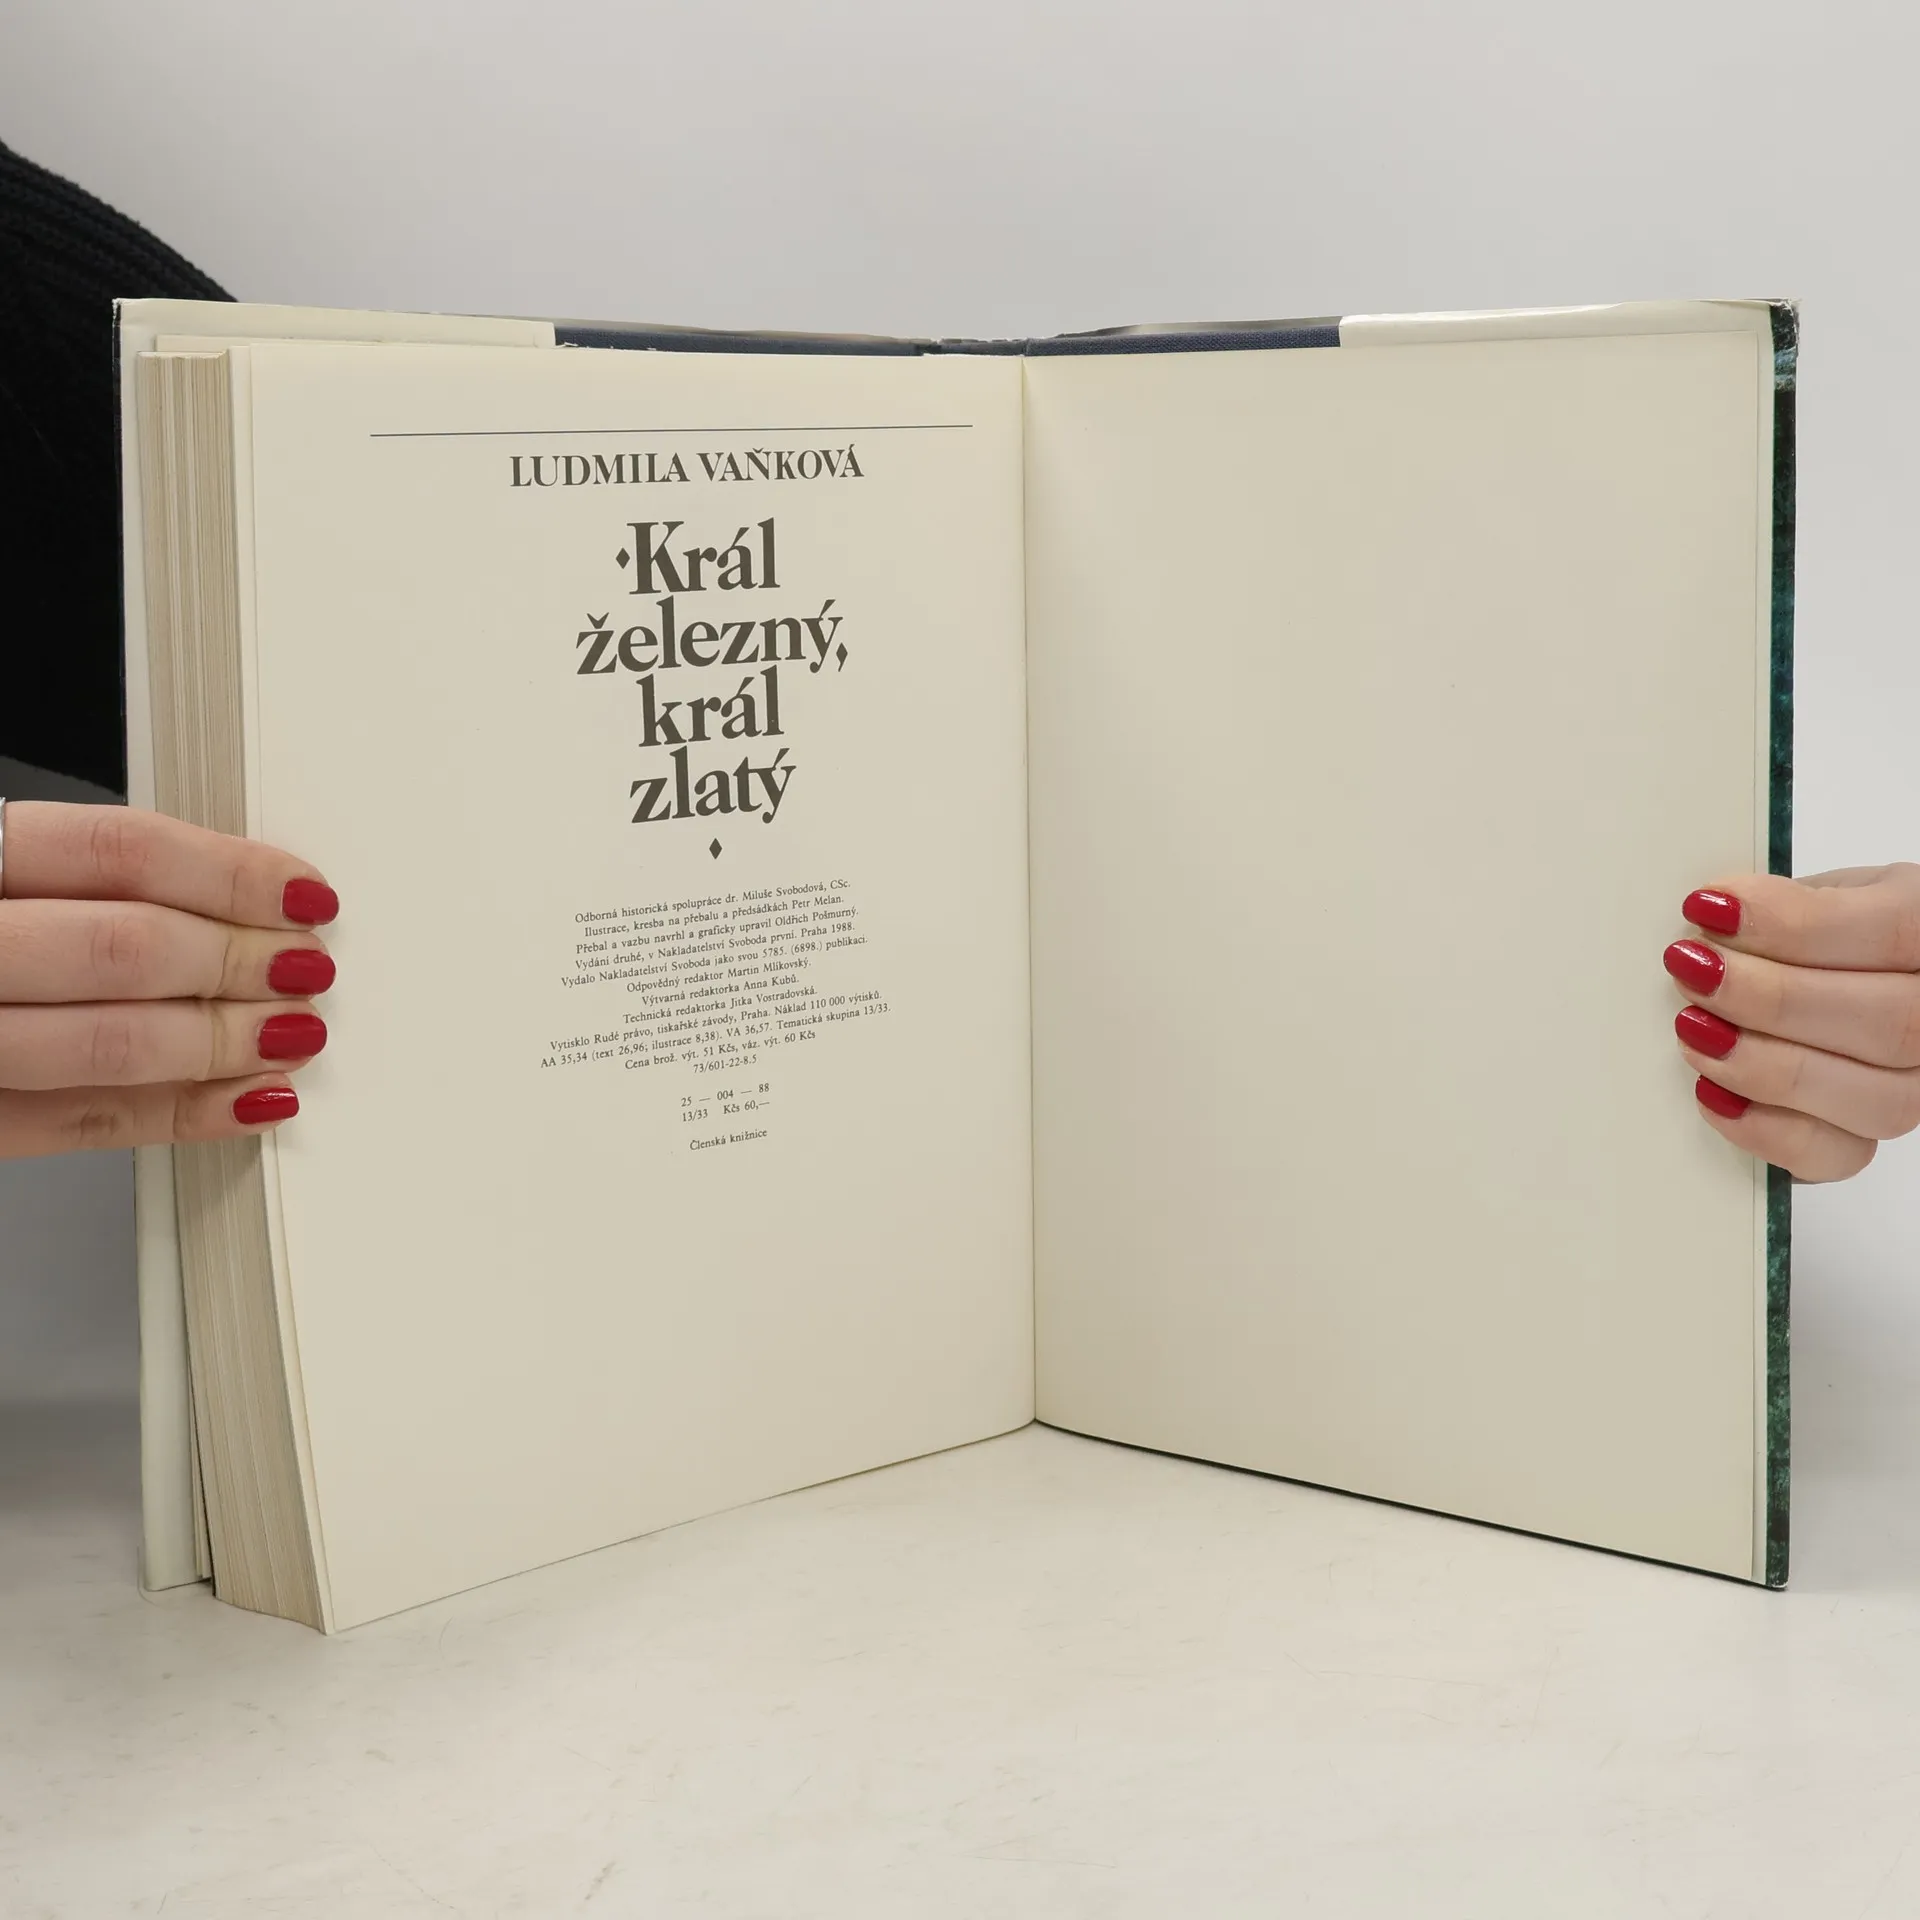 LUDMILA VAŇKOVÁ
Král
železný,
král
zlatý
Odborná historická spolupráce dr. Miluše Svobodová, CSc.
Ilustrace, kresba na přebalu a předsádkách Petr Melan.
Přebal a vazbu navrhl a graficky upravil Oldřich Pošmurný.
Vydání druhé, v Nakladatelství Svoboda první. Praha 1988.
Vydalo Nakladatelství Svoboda jako svou 5785. (6898.) publikaci.
Odpovědný redaktor Martin Mlíkovský.
Výtvarná redaktorka Anna Kubů.
Technická redaktorka Jitka Vostradovská.
Vytisklo Rudé právo, tiskařské závody, Praha. Náklad 110 000 výtisků.
AA 35,34 (text 26,96; ilustrace 8,38). VA 36,57. Tematická skupina 13/33.
Cena brož. výt. 51 Kčs, váz. výt. 60 Kčs
73/601-22-8.5
25 — 004 — 88
13/33 Kčs 60,—
Členská knižnice